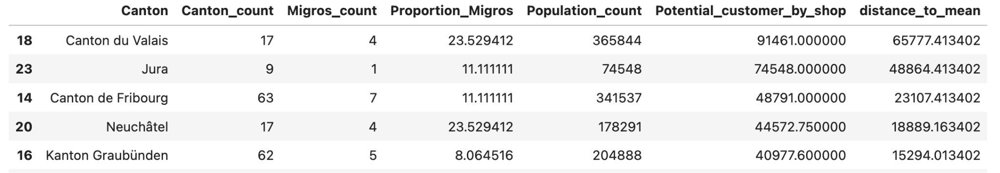 Canton Canton_count Migros_count Proportion_Migros Population_count Potential_customer_by_shop distance_to_mean
18 Canton du Valais 17 4 23.529412 365844 91461.000000 65777.413402
23 Jura 9 1 11.111111 74548 74548.000000 48864.413402
14 Canton de Fribourg 63 7 11.111111 341537 48791.000000 23107.413402
20 Neuchâtel 17 4 23.529412 178291 44572.750000 18889.163402
16 Kanton Graubünden 62 5 8.064516 204888 40977.600000 15294.013402